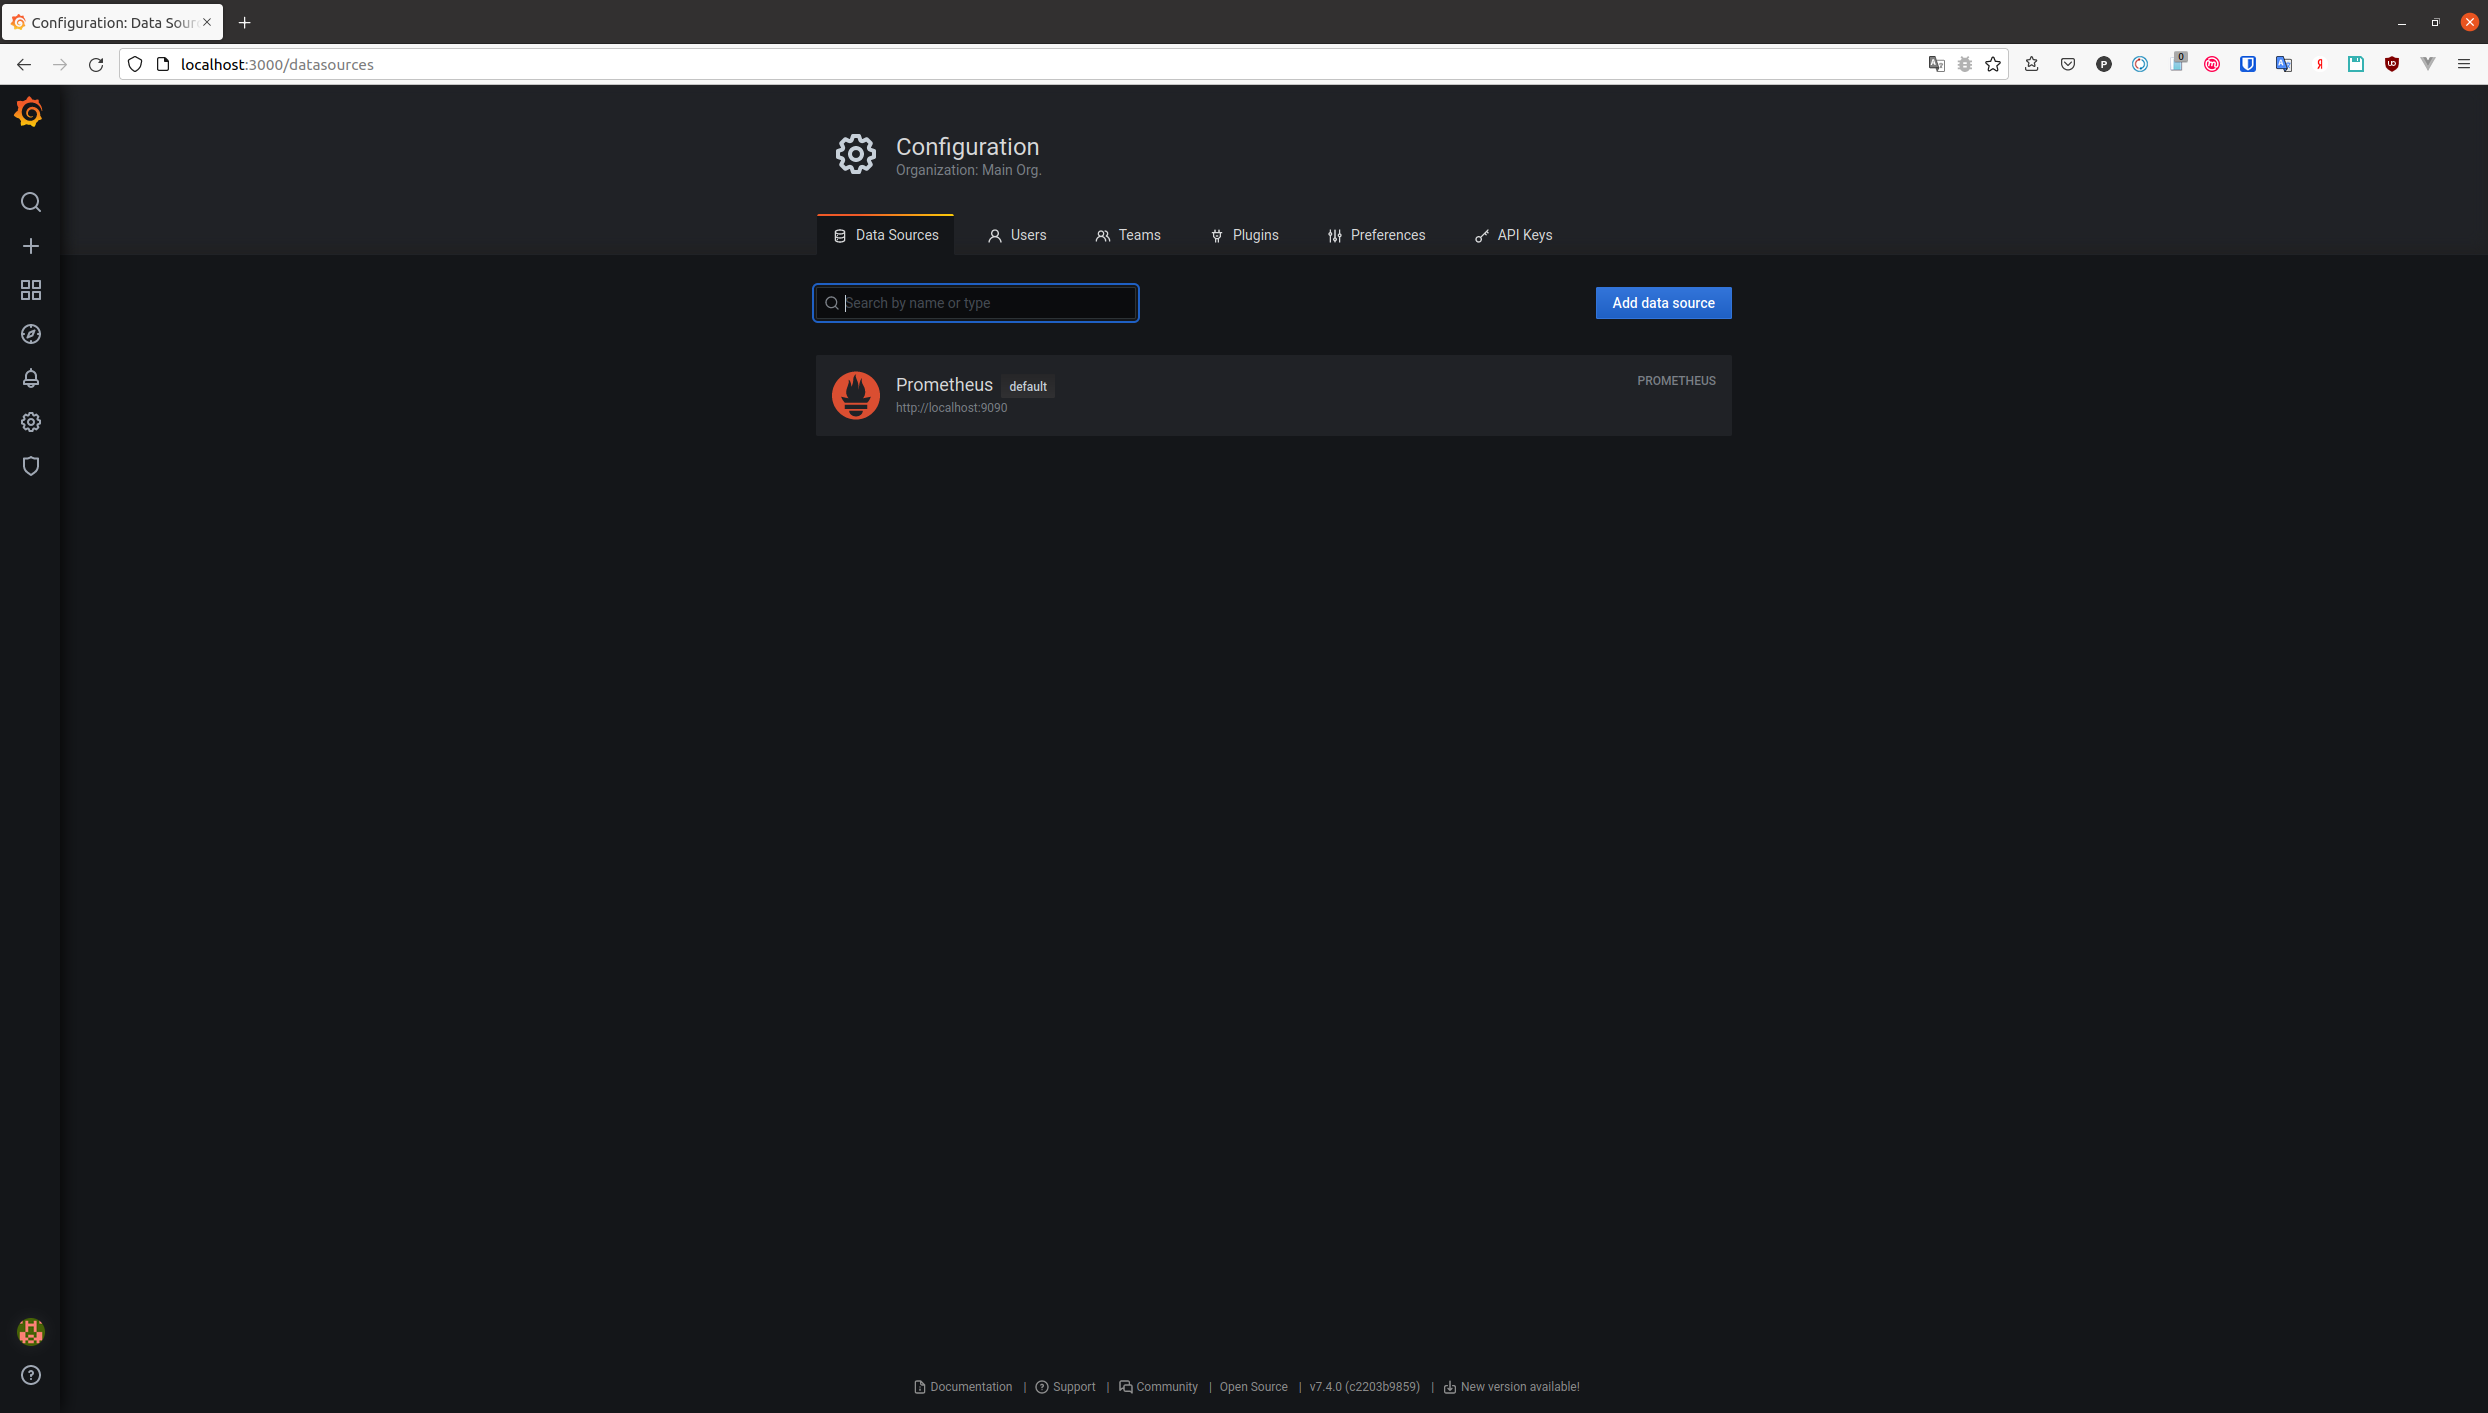 Configuration: Data Sour
localhost:3000/datasources
0
Configuration
Organization: Main Org.
Data Sources
Users
Teams
Plugins
Preferences
API Keys
Search by name or type
Add data source
Prometheus default
PROMETHEUS
http://localhost:9090
Documentation | Support | Community | Open Source | v7.4.0 (c2203b9859) | New version available!